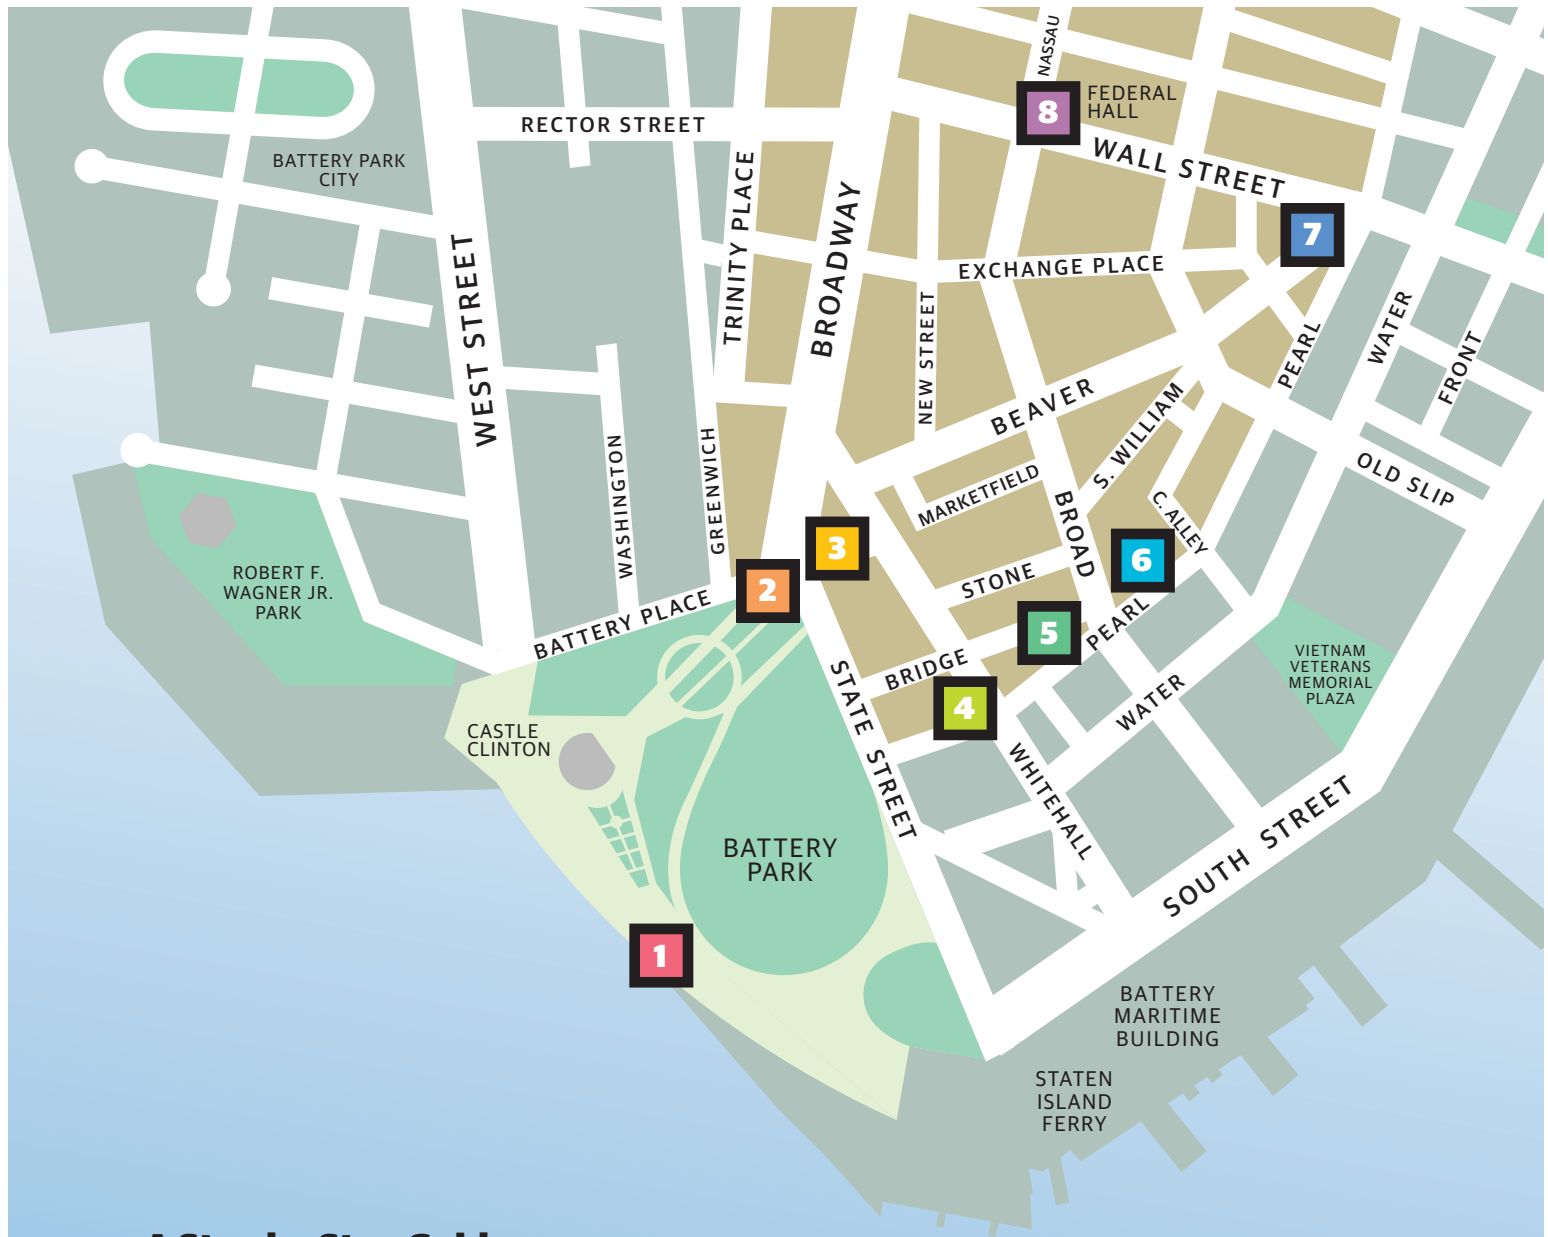 NASSAU
8
FEDERAL
HALL
RECTOR STREET
WALL STREET
BATTERY PARK
CITY
TRINITY PLACE
BROADWAY
7
WEST STREET
EXCHANGE PLACE
NEW STREET
PEARL
WATER
FRONT
BEAVER
S. WILLIAM
MARKETFIELD
OLD SLIP
WASHINGTON
GREENWICH
BROAD
C. ALLEY
3
6
2
STONE
ROBERT F.
WAGNER JR.
PARK
BATTERY PLACE
5
PEARL
BRIDGE
VIETNAM
VETERANS
MEMORIAL
PLAZA
4
WATER
STATE STREET
CASTLE
CLINTON
WHITEHALL
BATTERY
PARK
SOUTH STREET
1
BATTERY
MARITIME
BUILDING
STATEN
ISLAND
FERRY